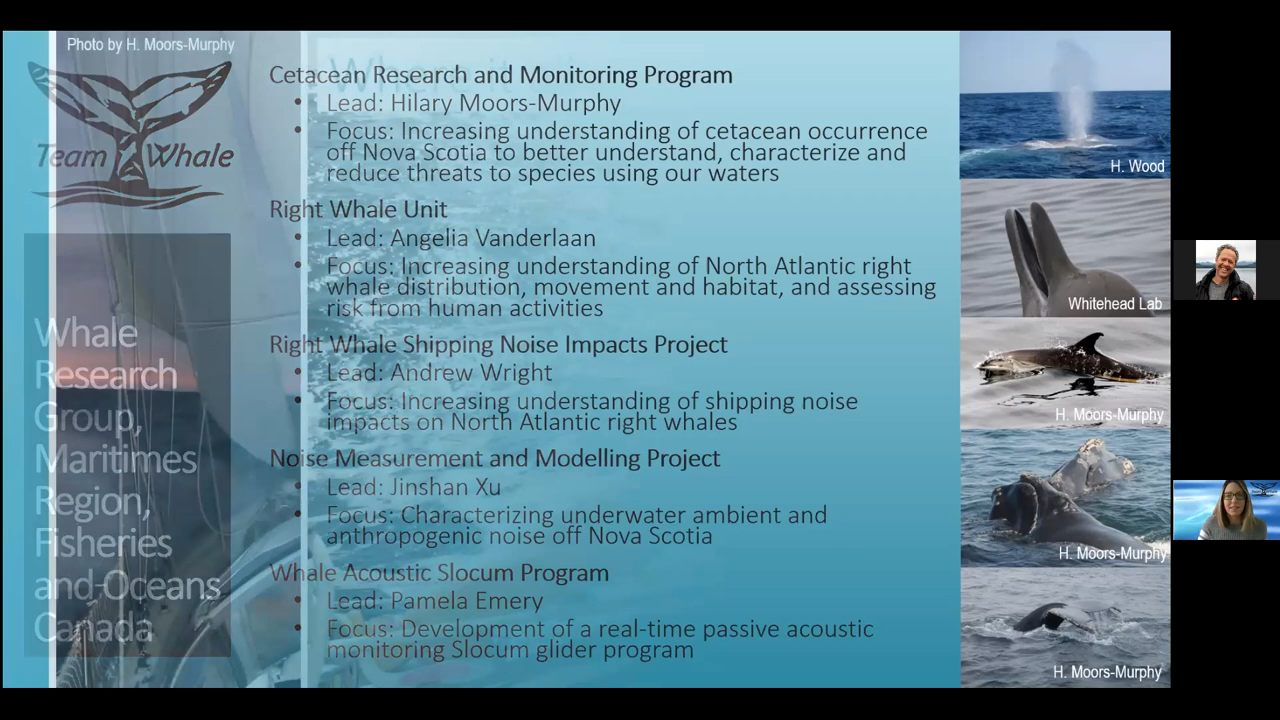 Photo by H. Moors-Murphy
Team Whale
Whale
Research
Group,
Maritimes
Region,
Fisheries
and Oceans
Canada
Cetacean Research and Monitoring Program
• Lead: Hilary Moors-Murphy
• Focus: Increasing understanding of cetacean occurrence
off Nova Scotia to better understand, characterize and
reduce threats to species using our waters
Right Whale Unit
• Lead: Angelia Vanderlaan
• Focus: Increasing understanding of North Atlantic right
whale distribution, movement and habitat, and assessing
risk from human activities
Right Whale Shipping Noise Impacts Project
• Lead: Andrew Wright
• Focus: Increasing understanding of shipping noise
impacts on North Atlantic right whales
Noise Measurement and Modelling Project
• Lead: Jinshan Xu
• Focus: Characterizing underwater ambient and
anthropogenic noise off Nova Scotia
Whale Acoustic Slocum Program
• Lead: Pamela Emery
• Focus: Development of a real-time passive acoustic
monitoring Slocum glider program
H. Wood
Whitehead Lab
H. Moors-Murphy
H. Moors-Murphy
H. Moors-Murphy